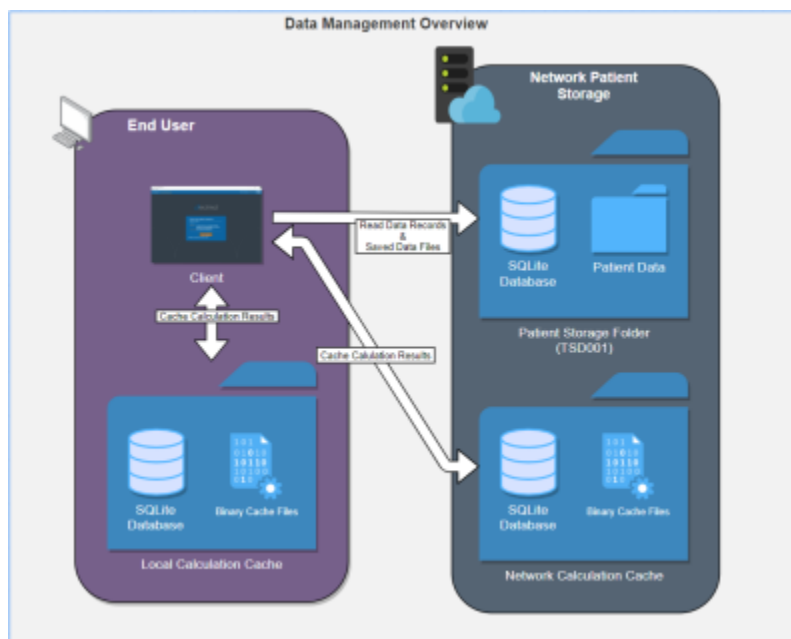 Data Management Overview
Network Patient
Storage
End User
Client
Read Data Records
&
Saved Data Files
SQLite
Database
Patient Data
Cache Calculation Results
Patient Storage Folder
(TSD001)
Cache Calulation Results
SQLite
Database
Binary Cache Files
Local Calculation Cache
SQLite
Database
Binary Cache Files
Network Calculation Cache